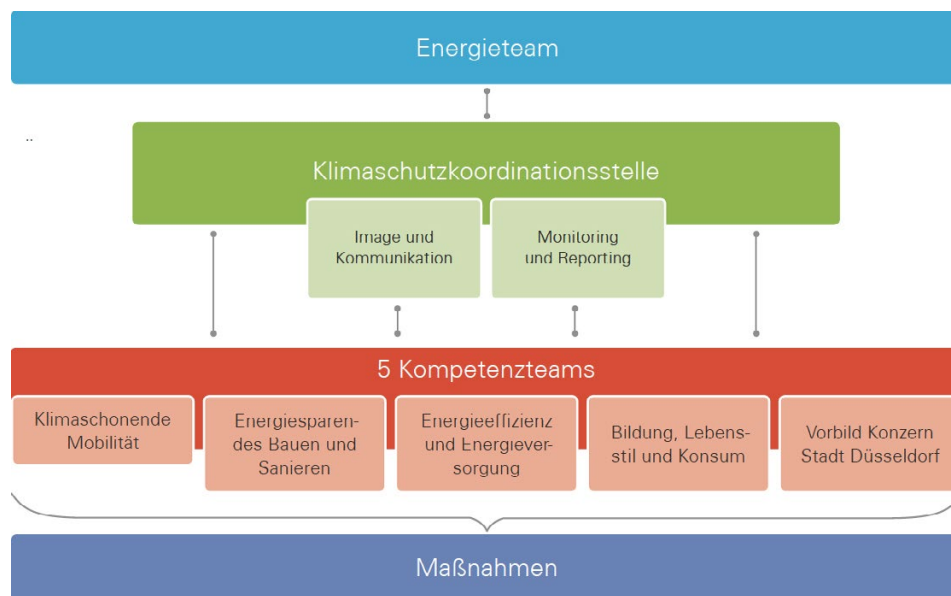 Energieteam
..
Klimaschutzkoordinationsstelle
Image und
Kommunikation
Monitoring
und Reporting
5 Kompetenzteams
Klimaschonende
Mobilität
Energiesparen-
des Bauen und
Sanieren
Energieeffizienz
und Energiever-
sorgung
Bildung, Lebens-
stil und Konsum
Vorbild Konzern
Stadt Düsseldorf
Maßnahmen